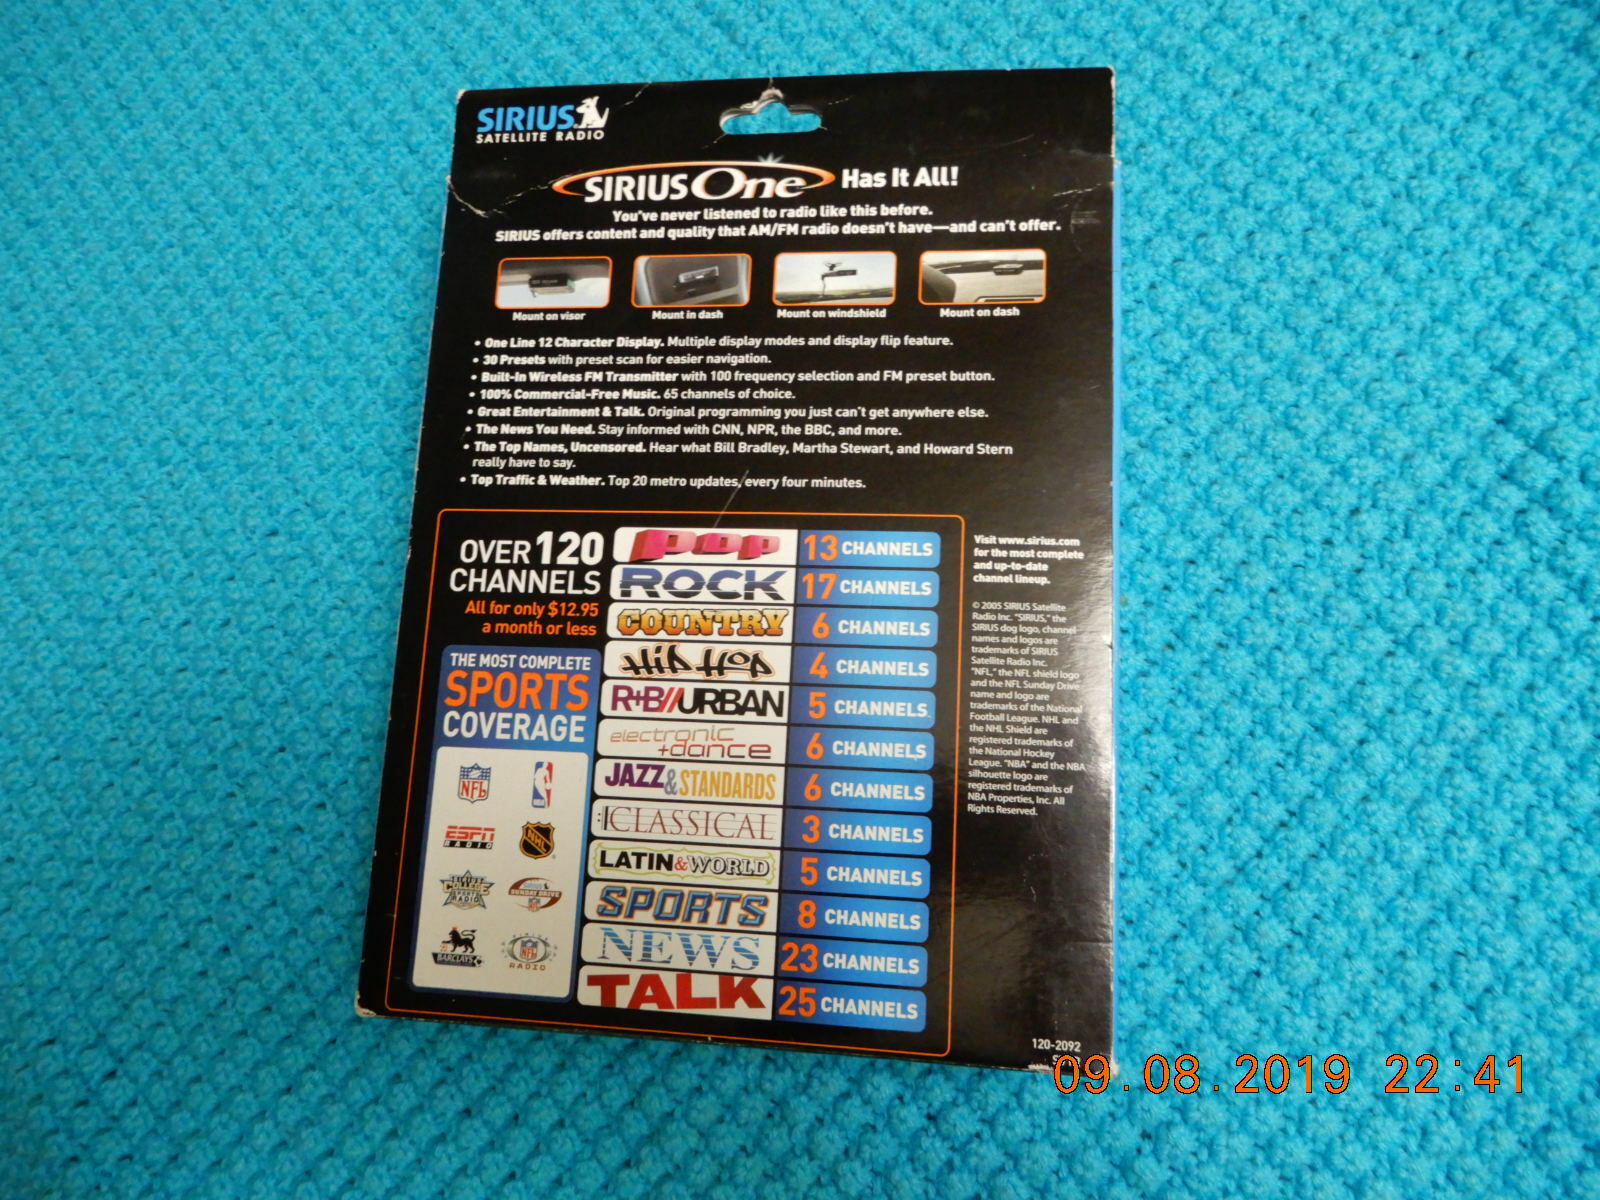 SIRIUS
SATELLITE RADIO
SIRIUS One Has It All!
You've never listened to radio like this before.
SIRIUS offers content and quality that AM/FM radio doesn't have—and can't offer.
Mount on visor
Mount in dash
Mount on windshield
Mount on dash
• One Line 12 Character Display. Multiple display modes and display flip feature.
• 30 Presets with preset scan for easier navigation.
• Built-In Wireless FM Transmitter with 100 frequency selection and FM preset button.
• 100% Commercial-Free Music. 65 channels of choice.
• Great Entertainment & Talk. Original programming you just can't get anywhere else.
• The News You Need. Stay informed with CNN, NPR, the BBC, and more.
• The Top Names, Uncensored. Hear what Bill Bradley, Martha Stewart, and Howard Stern
really have to say.
• Top Traffic & Weather. Top 20 metro updates, every four minutes.
OVER 120
CHANNELS
All for only $12.95
a month or less
THE MOST COMPLETE
SPORTS
COVERAGE
NFL
NBA
ESPN
RADIO
NHL
SIRIUS
COLLEGE
SPORTS
RADIO
SUNDAY DRIVE
NFL
BARCLAYS
NFL
RADIO
pop 13 CHANNELS
ROCK 17 CHANNELS
COUNTRY 6 CHANNELS
HIP HOP 4 CHANNELS
R+B//URBAN 5 CHANNELS
electronic
+dance 6 CHANNELS
JAZZ & STANDARDS 6 CHANNELS
CLASSICAL 3 CHANNELS
LATIN & WORLD 5 CHANNELS
SPORTS 8 CHANNELS
NEWS 23 CHANNELS
TALK 25 CHANNELS
Visit www.sirius.com
for the most complete
and up-to-date
channel lineup.
© 2005 SIRIUS Satellite
Radio Inc. "SIRIUS," the
SIRIUS dog logo, channel
names and logos are
trademarks of SIRIUS
Satellite Radio Inc.
"NFL," the NFL shield logo
and the NFL Sunday Drive
name and logo are
trademarks of the National
Football League. NHL and
the NHL Shield are
registered trademarks of
the National Hockey
League. "NBA" and the NBA
silhouette logo are
registered trademarks of
NBA Properties, Inc. All
Rights Reserved.
120-2092
09.08.2019 22:41